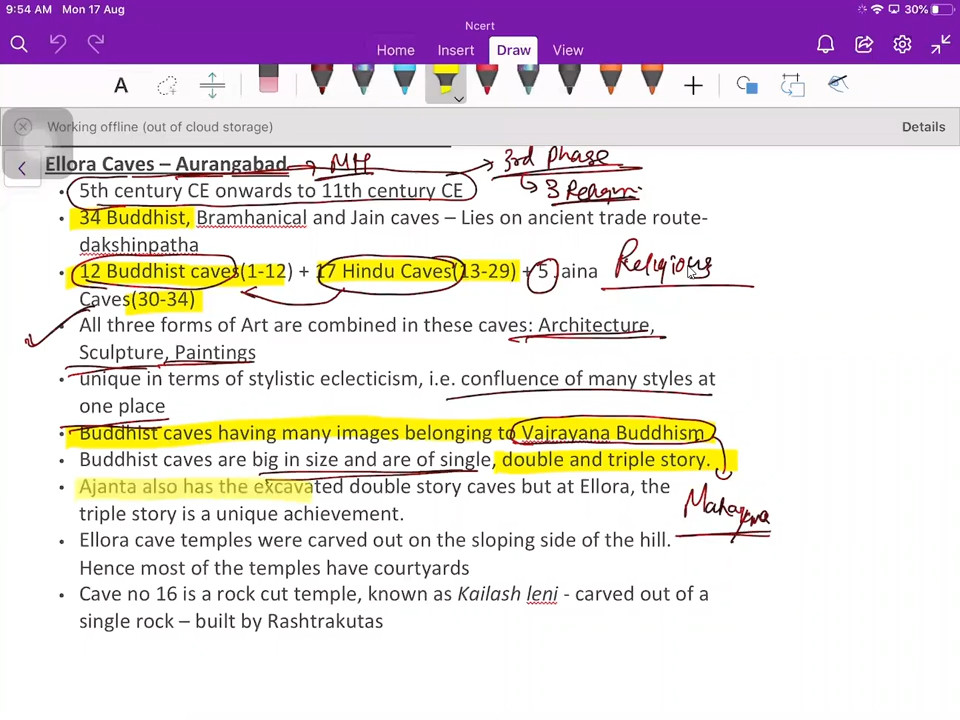 9:54 AM Mon 17 Aug
30%
Ncert
Home Insert Draw View
A
Working offline (out of cloud storage)
Details
Ellora Caves – Aurangabad MH 3rd Phase
5th century CE onwards to 11th century CE 3
34 Buddhist, Bramhanical and Jain caves – Lies on ancient trade route-
dakshinpatha
12 Buddhist caves(1-12) + 17 Hindu Caves(13-29) + 5 Jaina Religious
Caves(30-34)
All three forms of Art are combined in these caves: Architecture,
Sculpture, Paintings
unique in terms of stylistic eclecticism, i.e. confluence of many styles at
one place
Buddhist caves having many images belonging to Vajrayana Buddhism
Buddhist caves are big in size and are of single, double and triple story.
Ajanta also has the excavated double story caves but at Ellora, the
triple story is a unique achievement. Mahayana
Ellora cave temples were carved out on the sloping side of the hill.
Hence most of the temples have courtyards
Cave no 16 is a rock cut temple, known as Kailash leni - carved out of a
single rock – built by Rashtrakutas